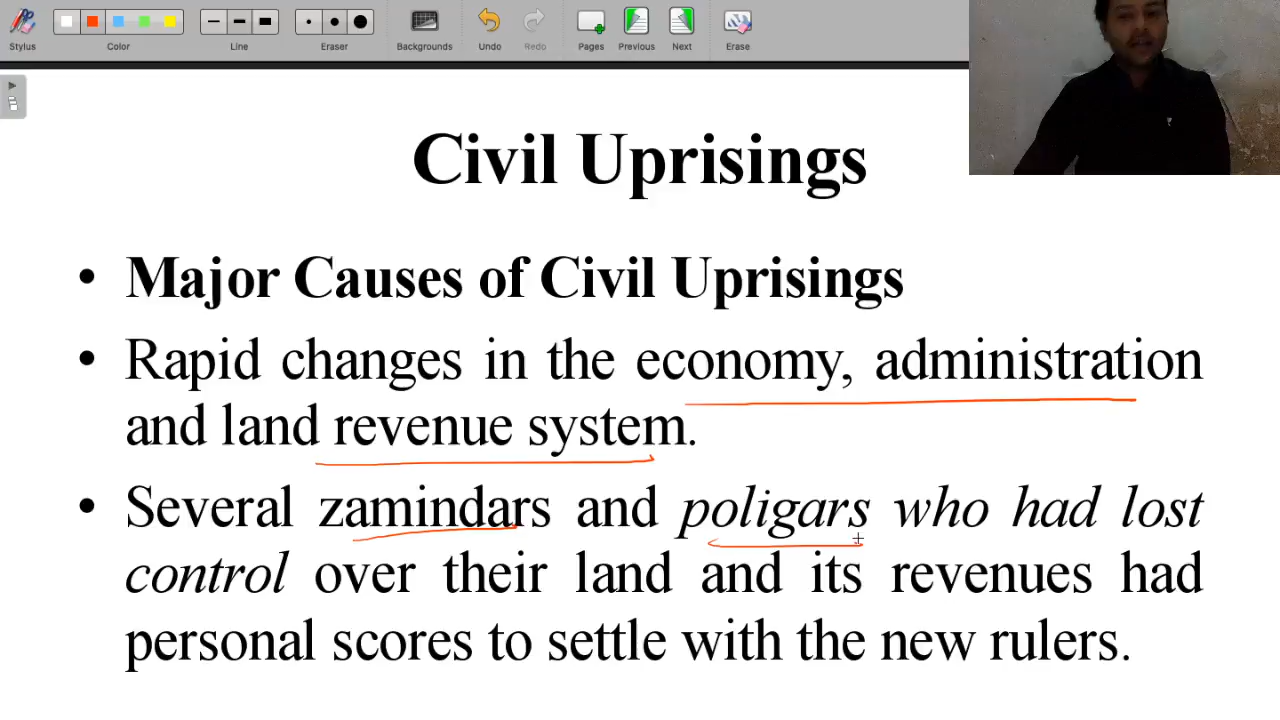 Stylus
Color
Line
Eraser
Backgrounds
Undo
Redo
Pages
Previous
Next
Erase
Civil Uprisings
• Major Causes of Civil Uprisings
• Rapid changes in the economy, administration
and land revenue system.
• Several zamindars and poligars who had lost
control over their land and its revenues had
personal scores to settle with the new rulers.